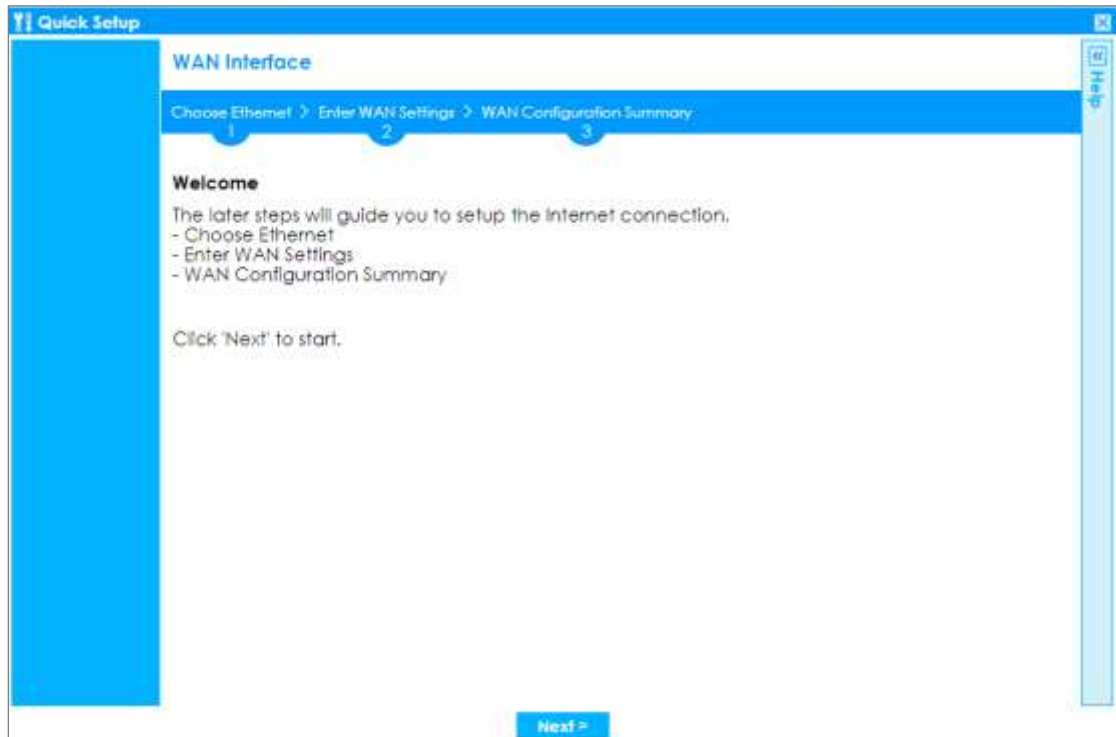 Quick Setup
WAN Interface
Choose Ethernet > Enter WAN Settings > WAN Configuration Summary
1 2 3
Welcome
The later steps will guide you to setup the Internet connection.
- Choose Ethernet
- Enter WAN Settings
- WAN Configuration Summary
Click 'Next' to start.
Help
Next >